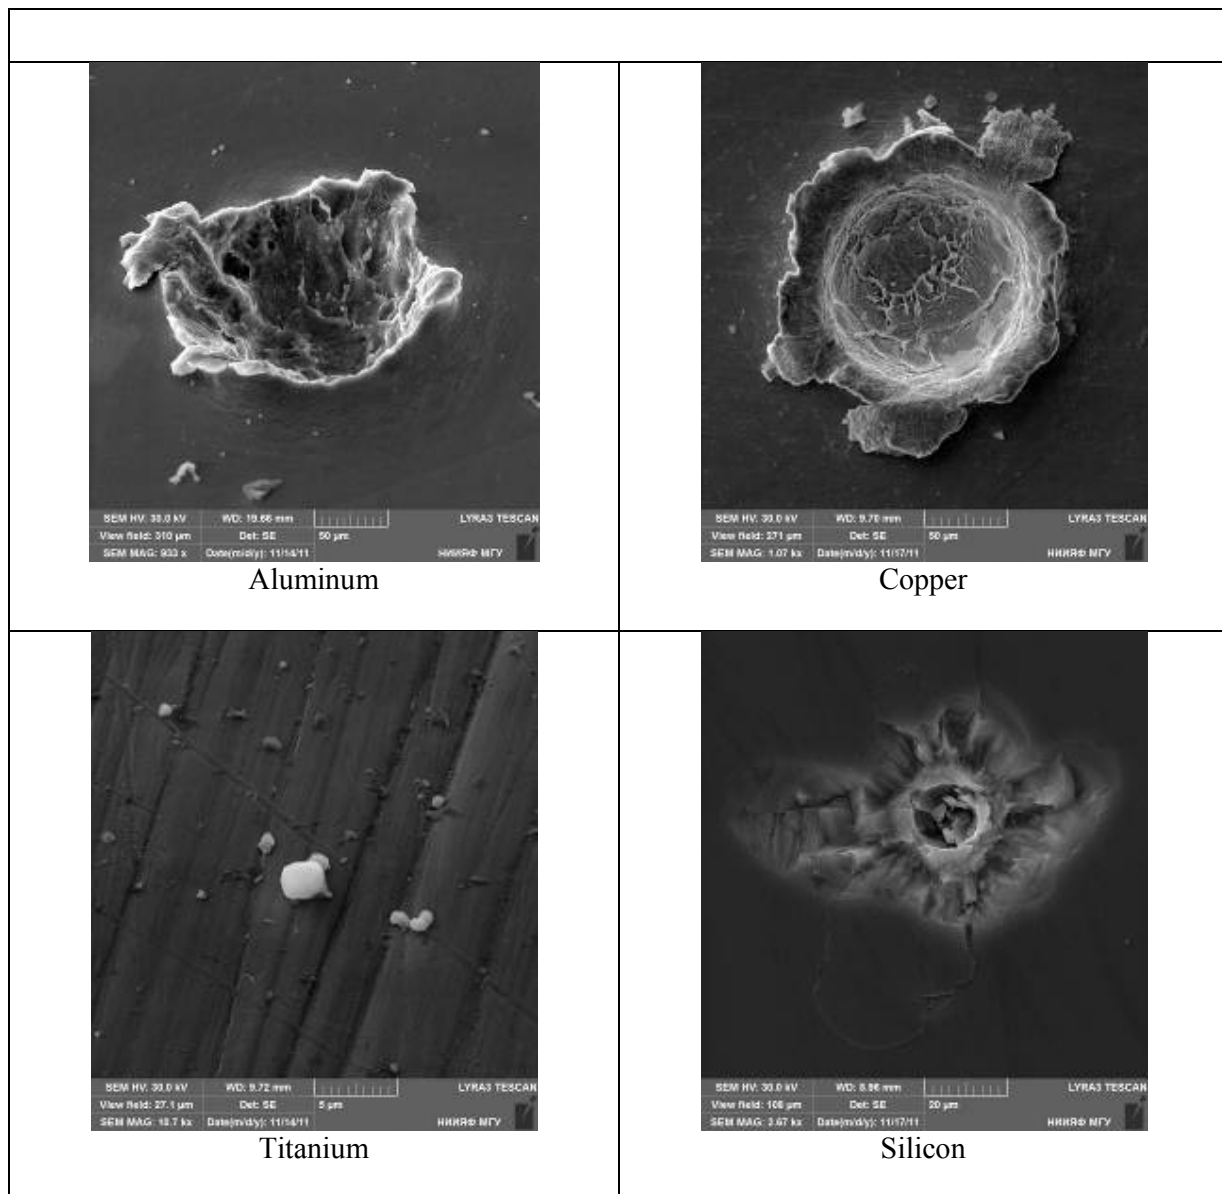 SEM HV: 30.0 kV WD: 19.66 mm LYRA3 TESCAN
View field: 310 µm Det: SE 50 µm
SEM MAG: 933 x Date(m/d/y): 11/14/11 НИИЯФ МГУ
Aluminum
SEM HV: 30.0 kV WD: 9.70 mm LYRA3 TESCAN
View field: 271 µm Det: SE 50 µm
SEM MAG: 1.07 kx Date(m/d/y): 11/17/11 НИИЯФ МГУ
Copper
SEM HV: 30.0 kV WD: 9.72 mm LYRA3 TESCAN
View field: 27.1 µm Det: SE 5 µm
SEM MAG: 10.7 kx Date(m/d/y): 11/14/11 НИИЯФ МГУ
Titanium
SEM HV: 30.0 kV WD: 8.96 mm LYRA3 TESCAN
View field: 108 µm Det: SE 20 µm
SEM MAG: 2.67 kx Date(m/d/y): 11/17/11 НИИЯФ МГУ
Silicon